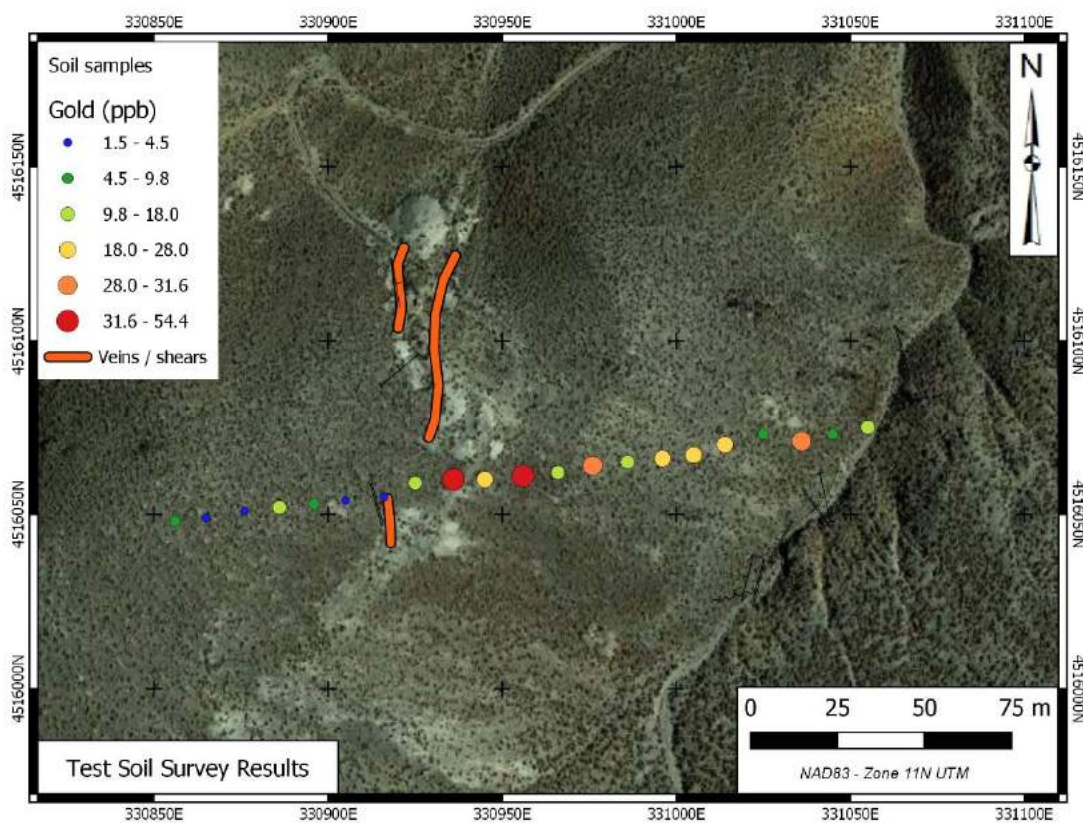 330850E 330900E 330950E 331000E 331050E 331100E
Soil samples
Gold (ppb)
1.5 - 4.5
4.5 - 9.8
9.8 - 18.0
18.0 - 28.0
28.0 - 31.6
31.6 - 54.4
Veins / shears
N
4516150N 4516150N
4516100N 4516100N
4516050N 4516050N
4516000N 4516000N
0 25 50 75 m
NAD83 - Zone 11N UTM
Test Soil Survey Results
330850E 330900E 330950E 331000E 331050E 331100E